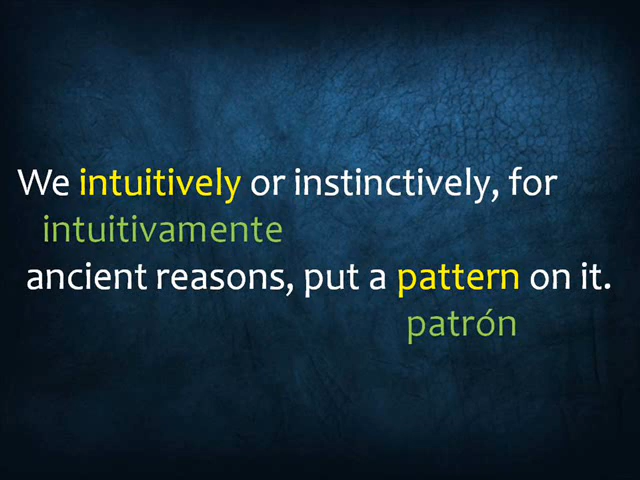 We intuitively or instinctively, for
intuitivamente
ancient reasons, put a pattern on it.
patrón